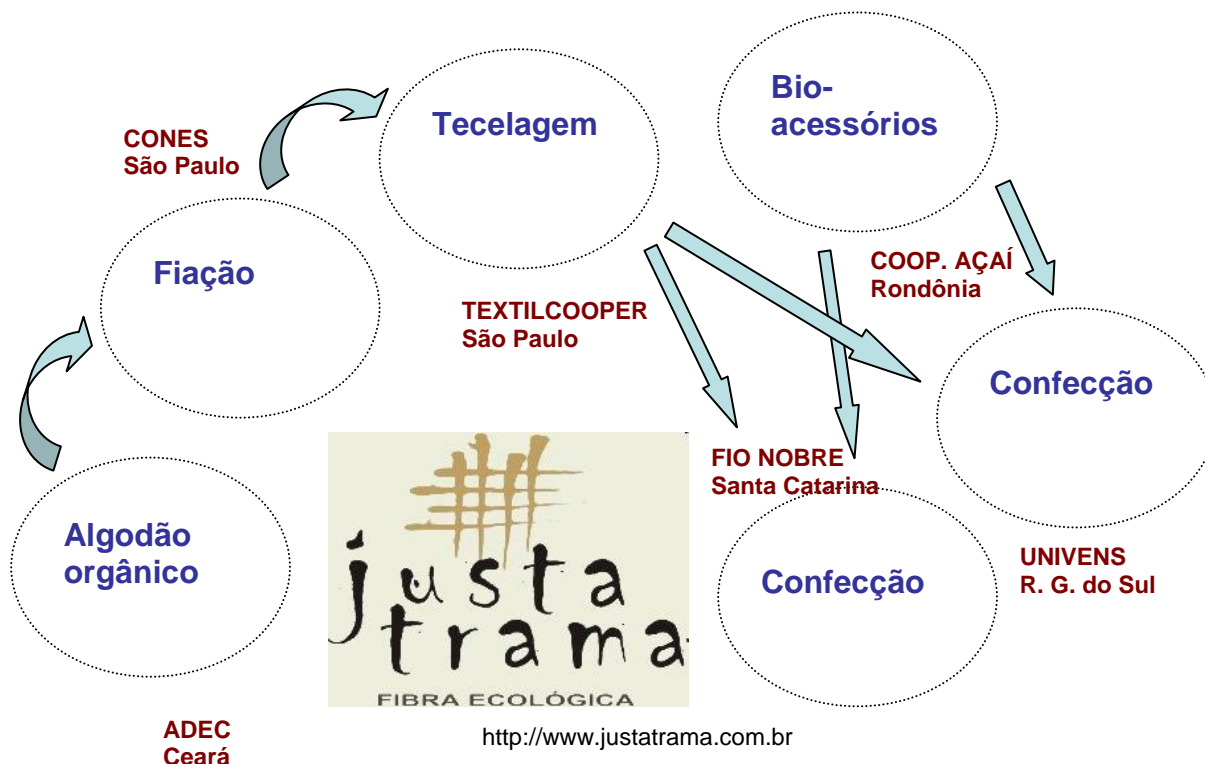 Bio-
acessórios
Tecelagem
CONES
São Paulo
Fiação
COOP. AÇAÍ
Rondônia
TEXTILCOOPER
São Paulo
Confecção
FIO NOBRE
Santa Catarina
Algodão
orgânico
UNIVENS
R. G. do Sul
Confecção
justa
trama
FIBRA ECOLÓGICA
ADEC
Ceará
http://www.justatrama.com.br